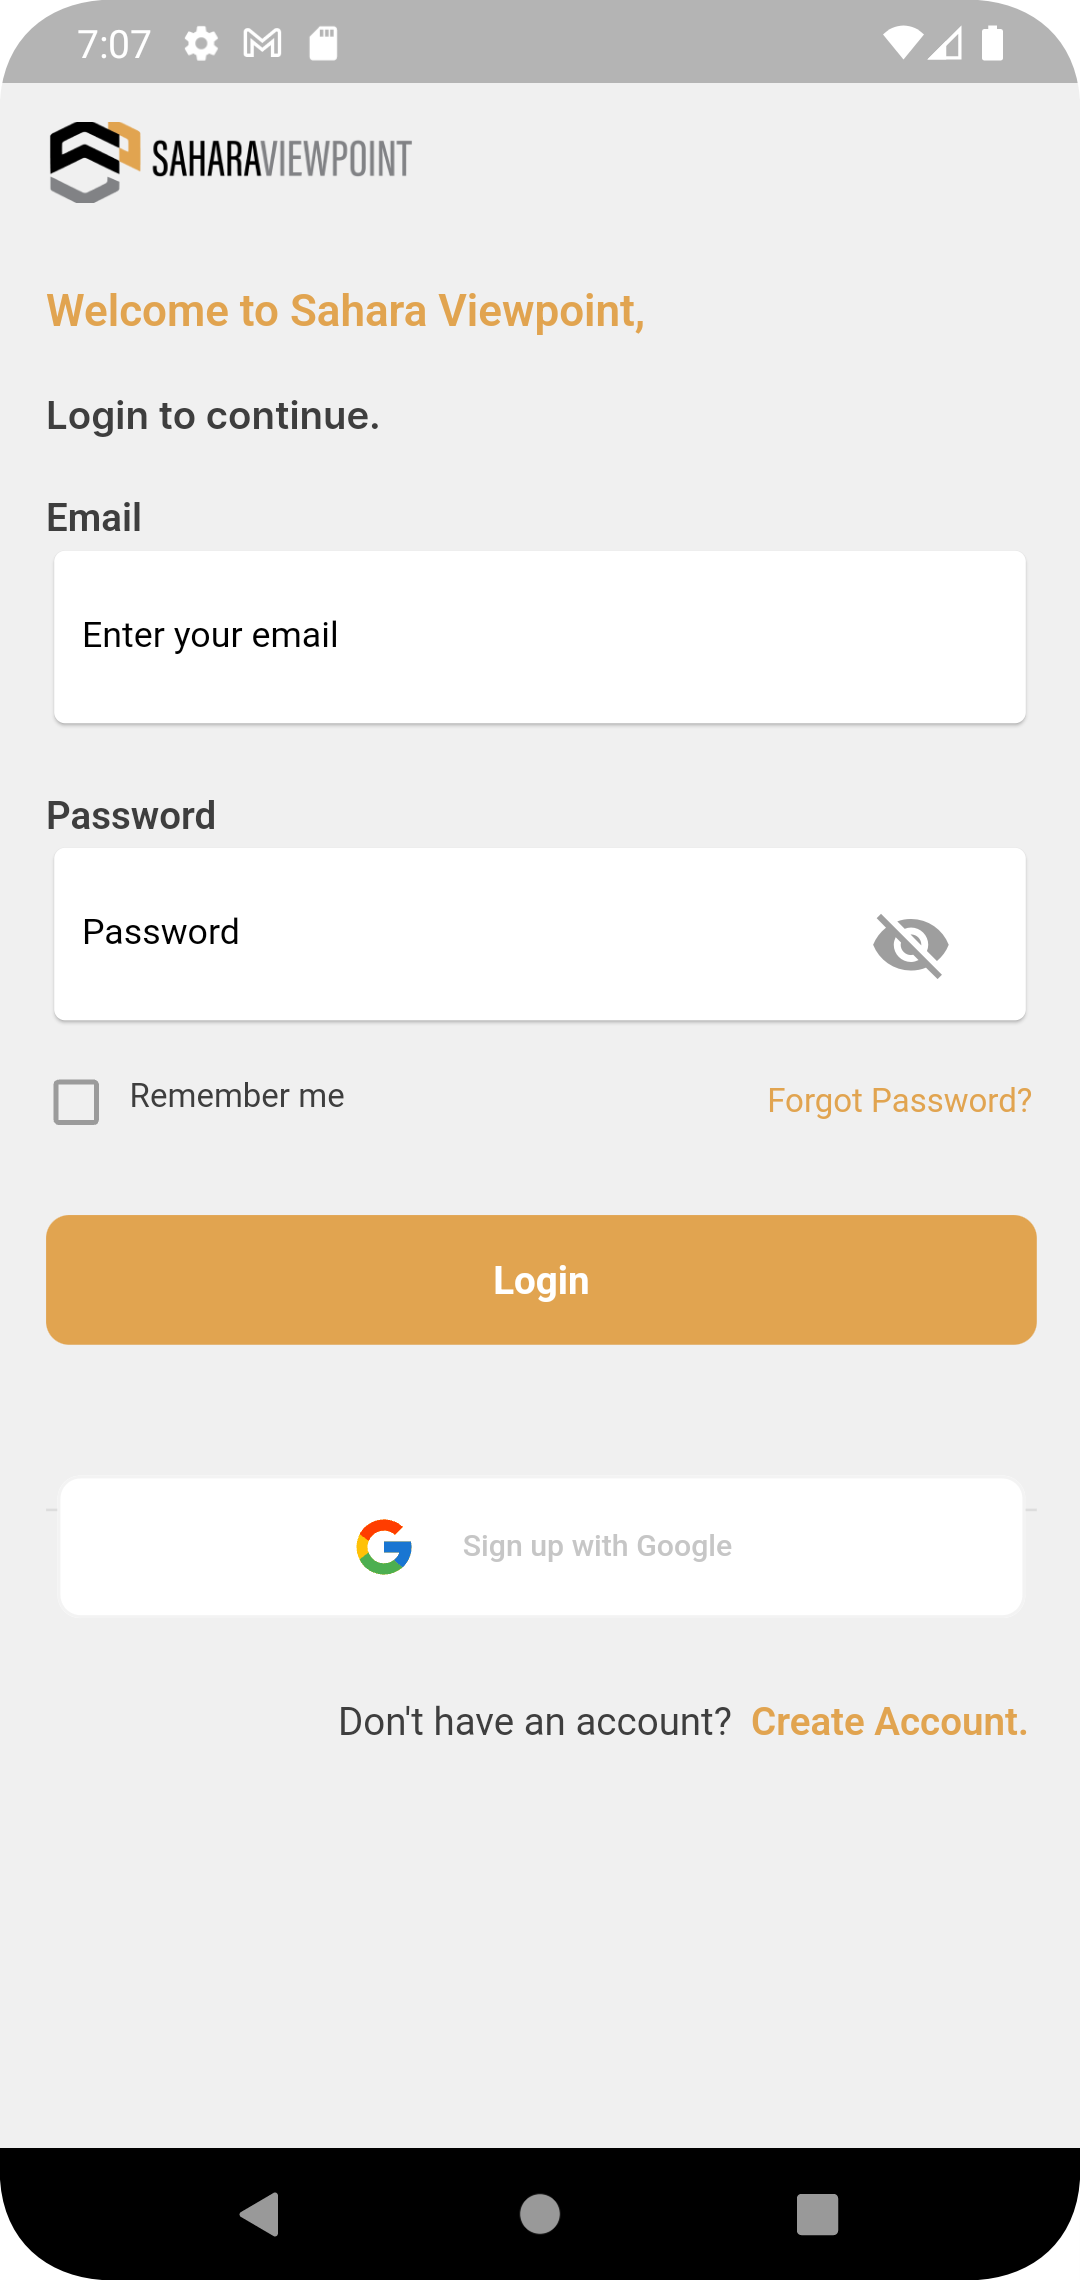 7:07
SAHARAVIEWPOINT
Welcome to Sahara Viewpoint,
Login to continue.
Email
Enter your email
Password
Password
Remember me
Forgot Password?
Login
Sign up with Google
Don't have an account? Create Account.